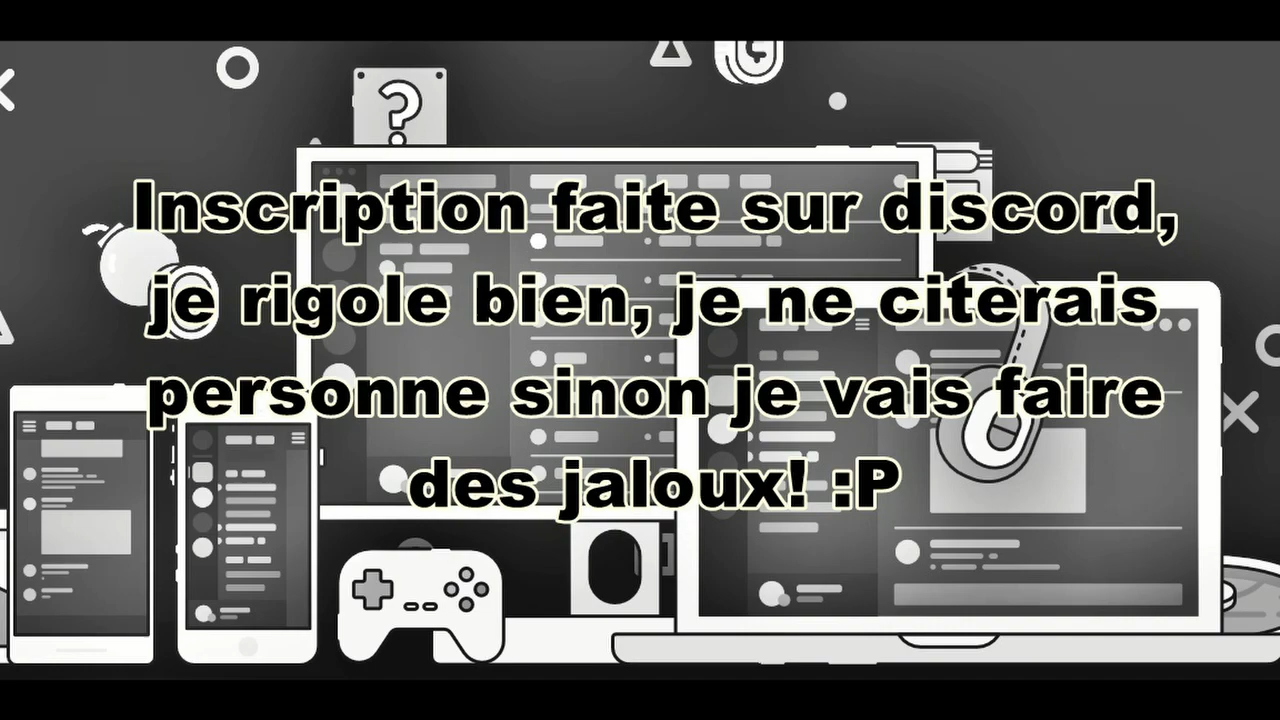 ?
Inscription faite sur discord,
je rigole bien, je ne citerais
personne sinon je vais faire
des jaloux! :P